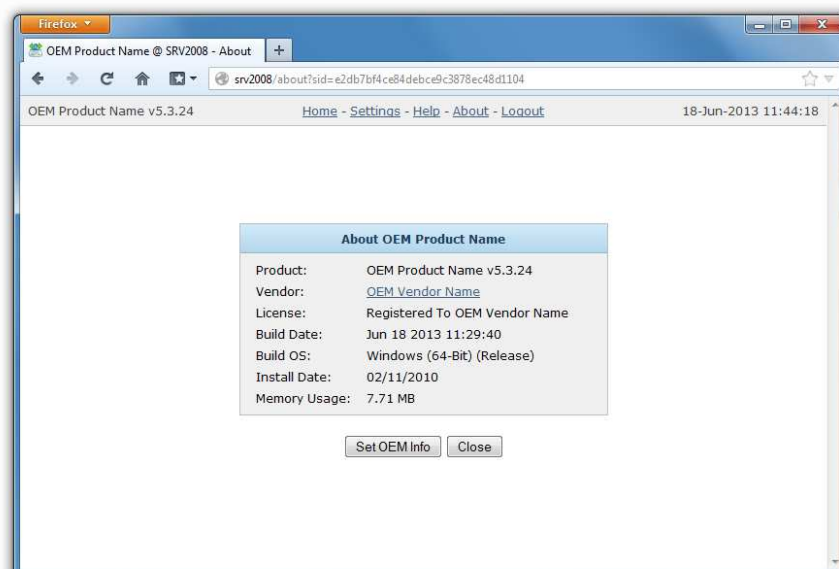 Firefox
OEM Product Name @ SRV2008 - About
srv2008/about?sid=e2db7bf4ce84debce9c3878ec48d1104
OEM Product Name v5.3.24 Home - Settings - Help - About - Logout 18-Jun-2013 11:44:18
About OEM Product Name
Product: OEM Product Name v5.3.24
Vendor: OEM Vendor Name
License: Registered To OEM Vendor Name
Build Date: Jun 18 2013 11:29:40
Build OS: Windows (64-Bit) (Release)
Install Date: 02/11/2010
Memory Usage: 7.71 MB
Set OEM Info Close